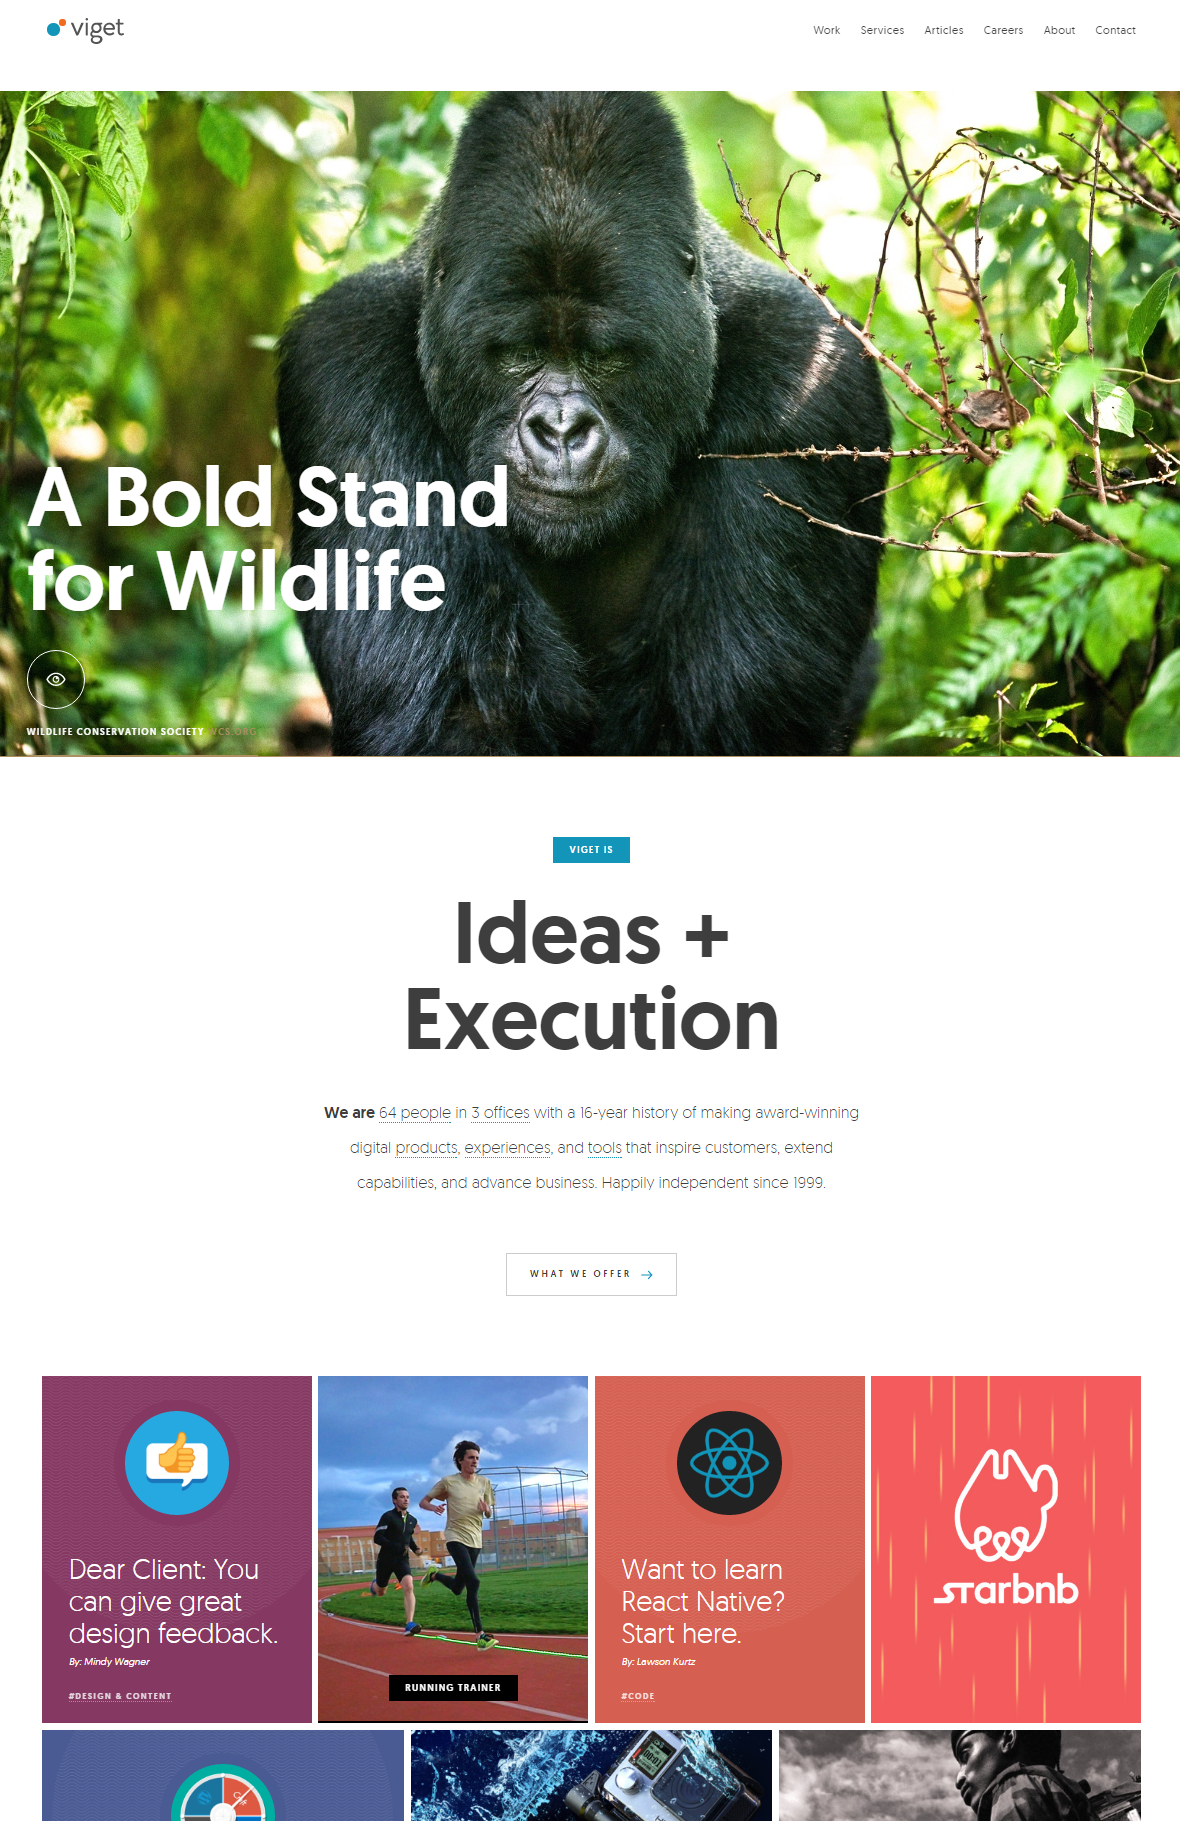 viget
Work Services Articles Careers About Contact
A Bold Stand
for Wildlife
WILDLIFE CONSERVATION SOCIETY WCS.ORG
VIGET IS
Ideas +
Execution
We are 64 people in 3 offices with a 16-year history of making award-winning
digital products, experiences, and tools that inspire customers, extend
capabilities, and advance business. Happily independent since 1999.
WHAT WE OFFER
Dear Client: You
can give great
design feedback.
By: Mindy Wagner
#DESIGN & CONTENT
RUNNING TRAINER
Want to learn
React Native?
Start here.
By: Lawson Kurtz
#CODE
starbnb